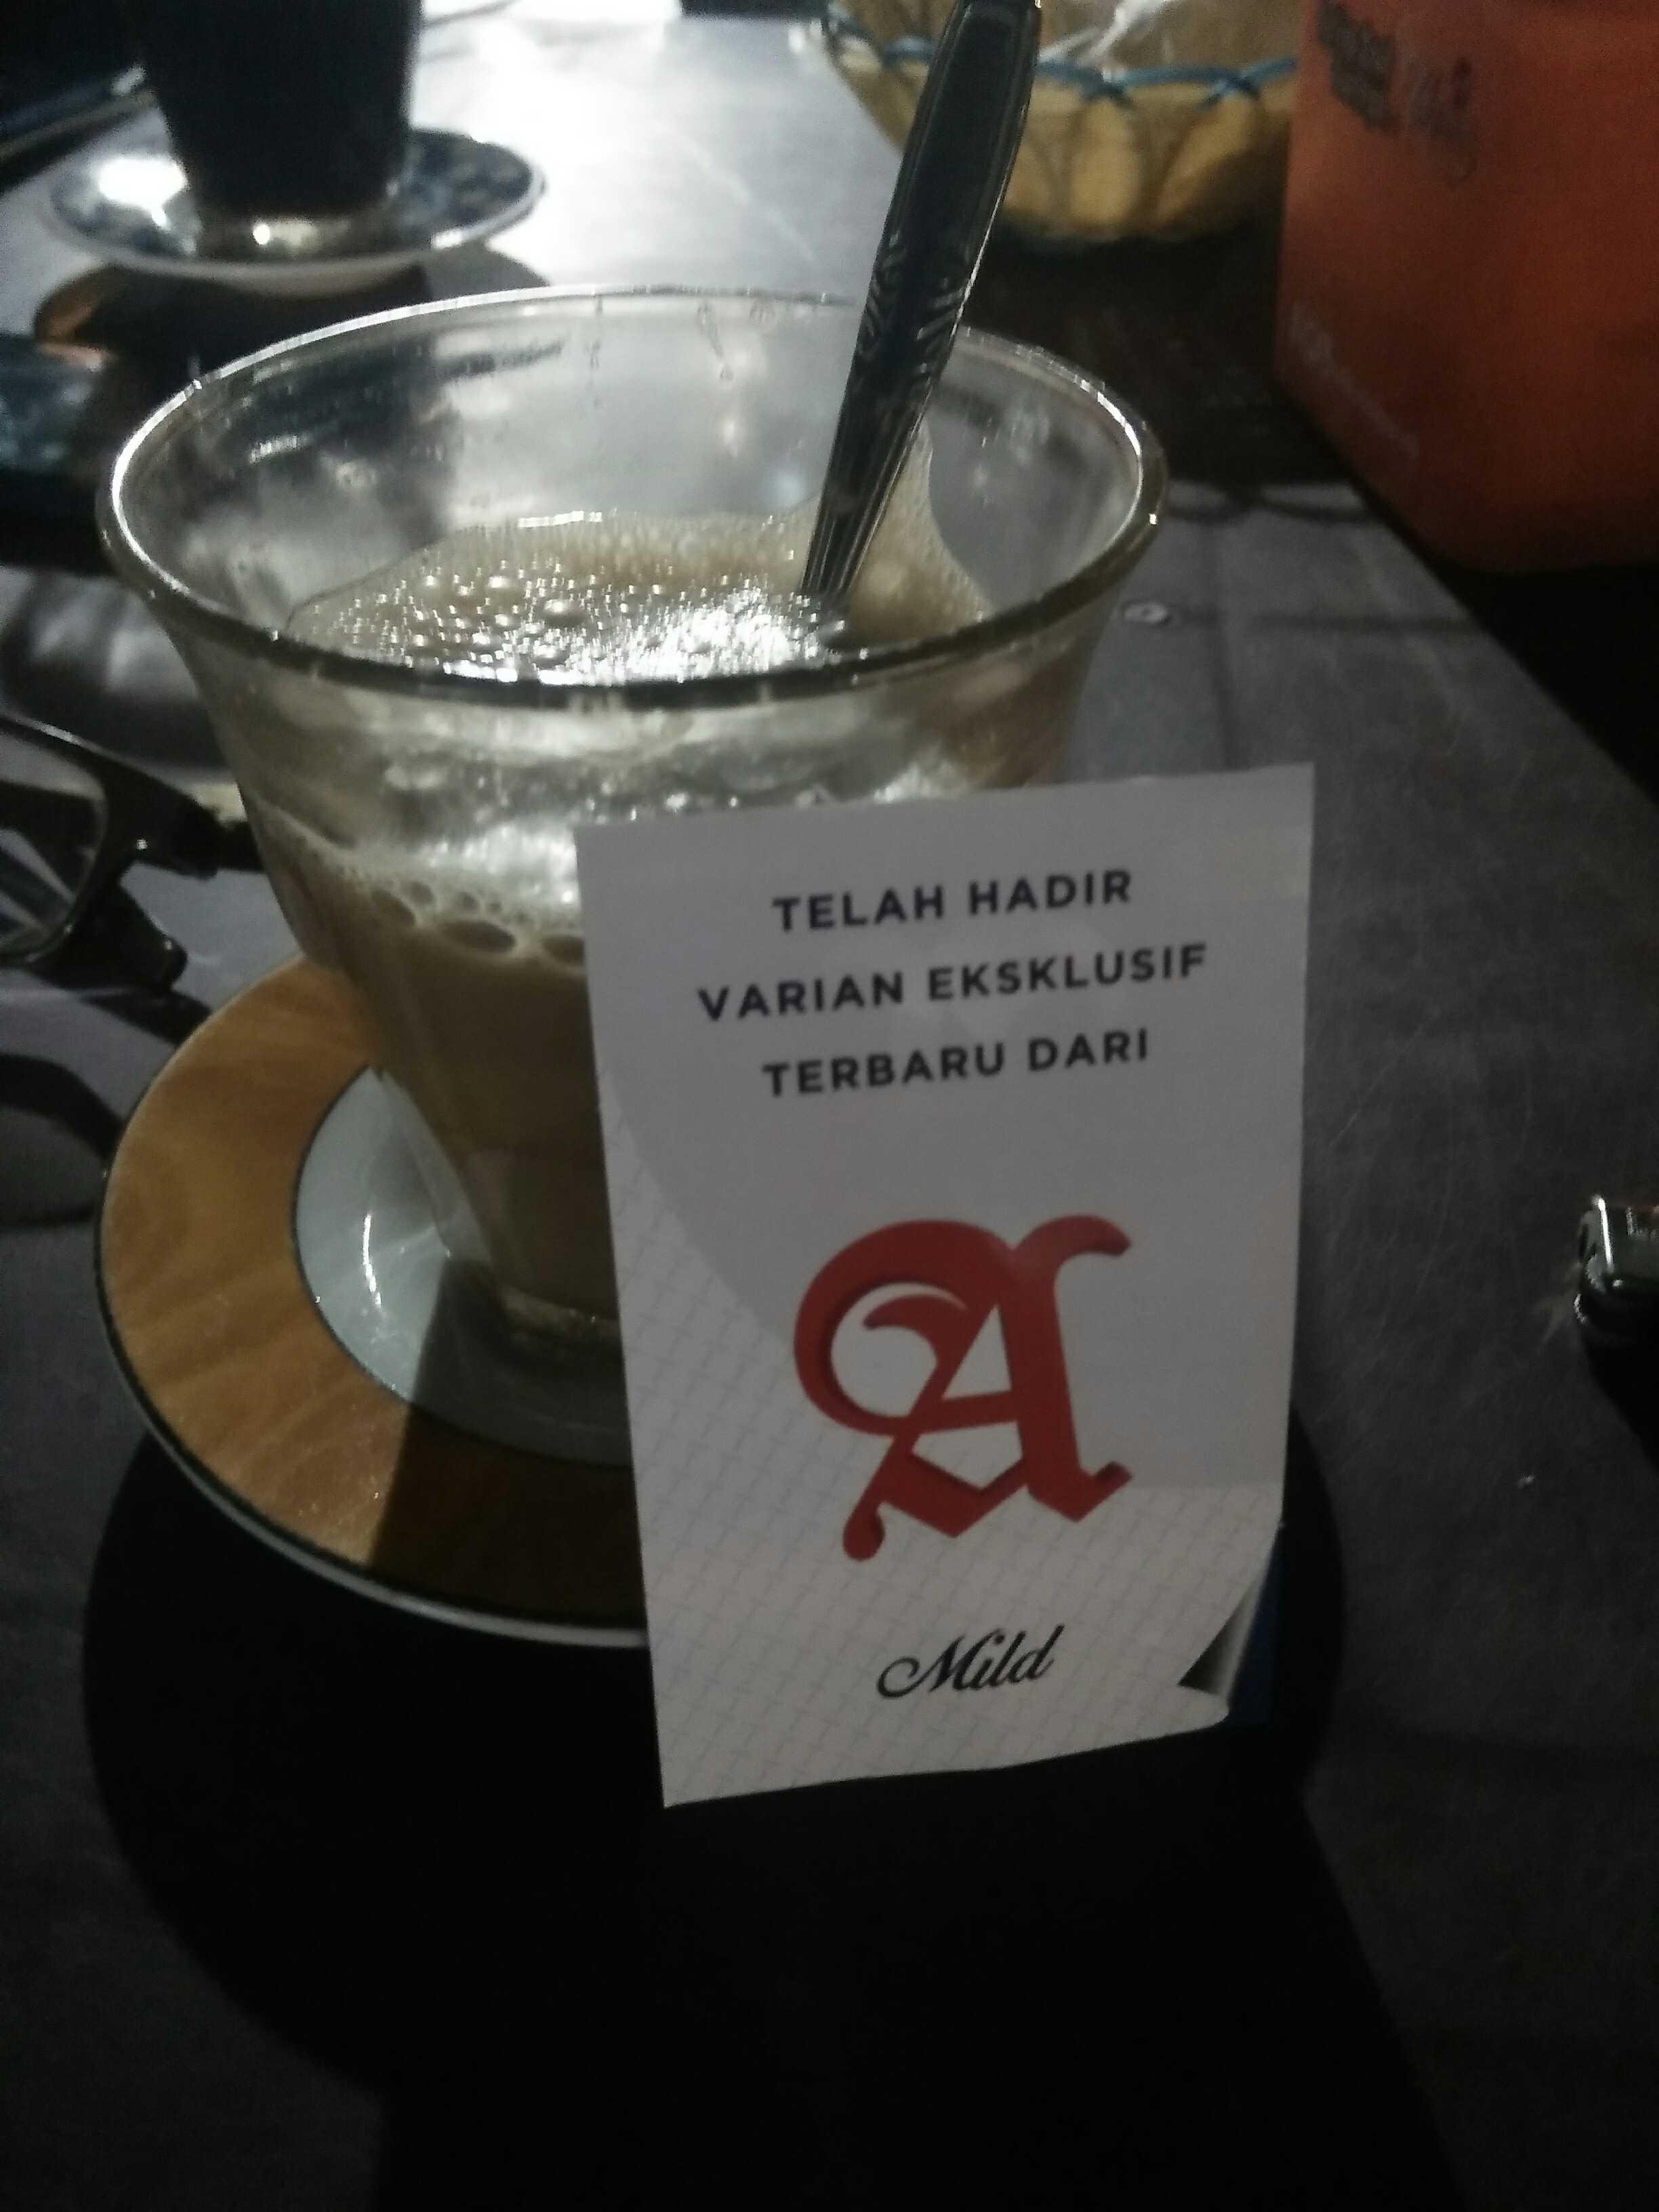 TELAH HADIR
VARIAN EKSKLUSIF
TERBARU DARI
A
Mild